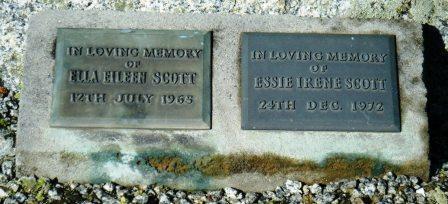 IN LOVING MEMORY
OF
ELLA EILEEN SCOTT
12TH JULY 1965
IN LOVING MEMORY
OF
ESSIE IRENE SCOTT
24TH DEC. 1972